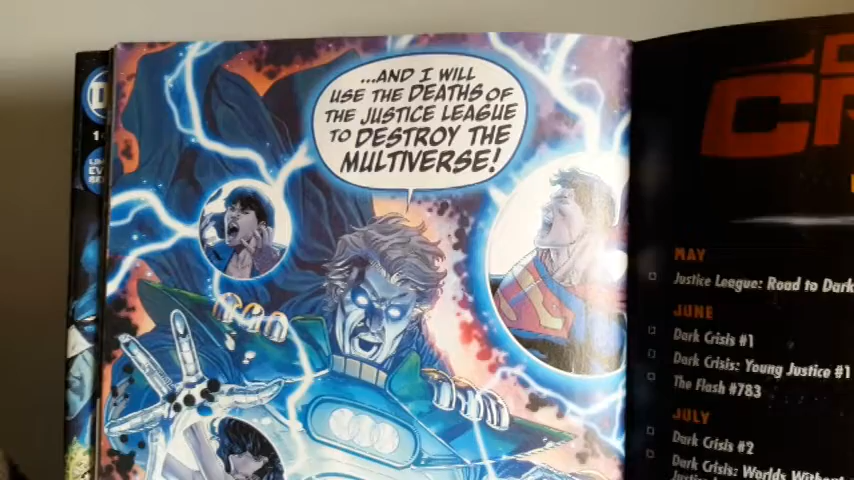 ...AND I WILL
USE THE DEATHS OF
THE JUSTICE LEAGUE
TO DESTROY THE
MULTIVERSE!
MAY
Justice League: Road to Dark
JUNE
Dark Crisis #1
Dark Crisis: Young Justice #1
The Flash #783
JULY
Dark Crisis #2
Dark Crisis: Worlds Without
Justice